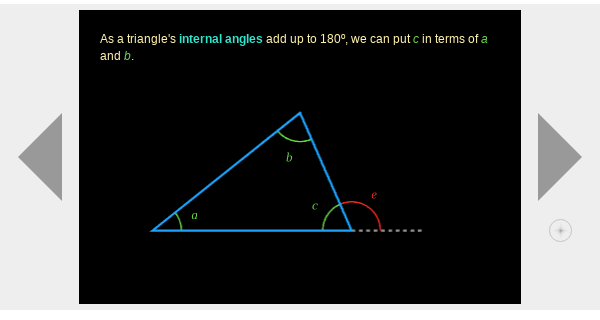 As a triangle's internal angles add up to 180º, we can put c in terms of a
and b.
b
e
c
a